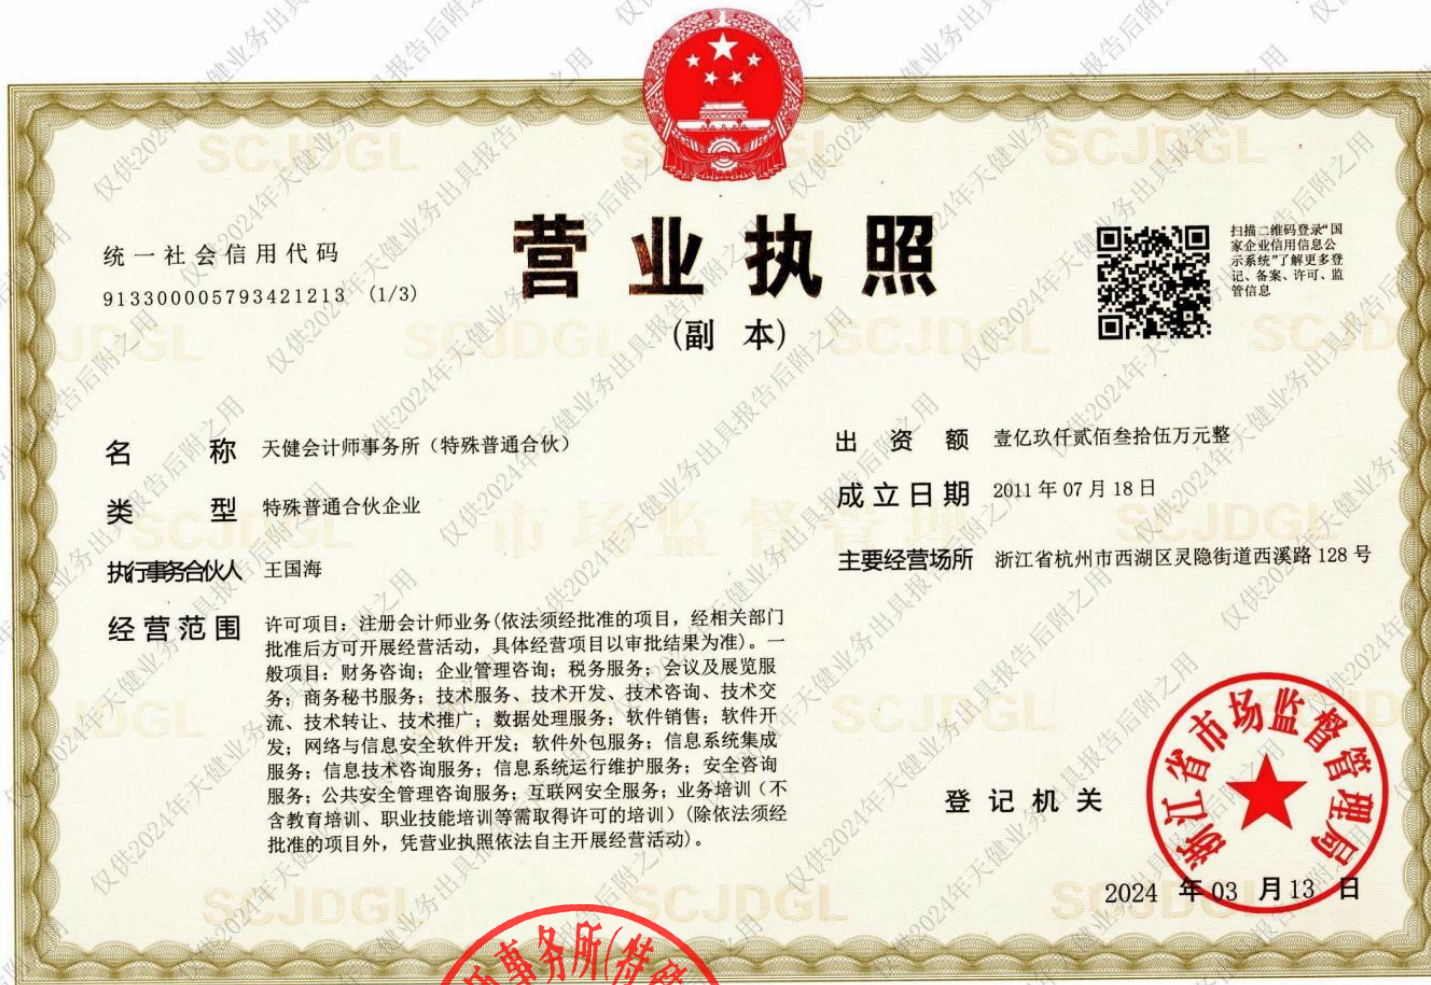 营业执照
(副 本)
统一社会信用代码
913300005793421213 (1/3)
扫描二维码登录“国
家企业信用信息公
示系统”了解更多登
记、备案、许可、监
管信息
名 称 天健会计师事务所（特殊普通合伙）
类 型 特殊普通合伙企业
执行事务合伙人 王国海
经营范围 许可项目：注册会计师业务(依法须经批准的项目，经相关部门
批准后方可开展经营活动，具体经营项目以审批结果为准)。一
般项目：财务咨询；企业管理咨询；税务服务；会议及展览服
务；商务秘书服务；技术服务、技术开发、技术咨询、技术交
流、技术转让、技术推广；数据处理服务；软件销售；软件开
发；网络与信息安全软件开发；软件外包服务；信息系统集成
服务；信息技术咨询服务；信息系统运行维护服务；安全咨询
服务；公共安全管理咨询服务；互联网安全服务；业务培训（不
含教育培训、职业技能培训等需取得许可的培训）(除依法须经
批准的项目外，凭营业执照依法自主开展经营活动)。
出 资 额 壹亿玖仟贰佰叁拾伍万元整
成立日期 2011 年 07 月 18 日
主要经营场所 浙江省杭州市西湖区灵隐街道西溪路 128 号
登记机关
浙江省市场监督管理局
2024 年 03 月 13 日
事务所(特殊
仅供2024年天健业务出具报告后附之用
SCJDGL
市场监督管理